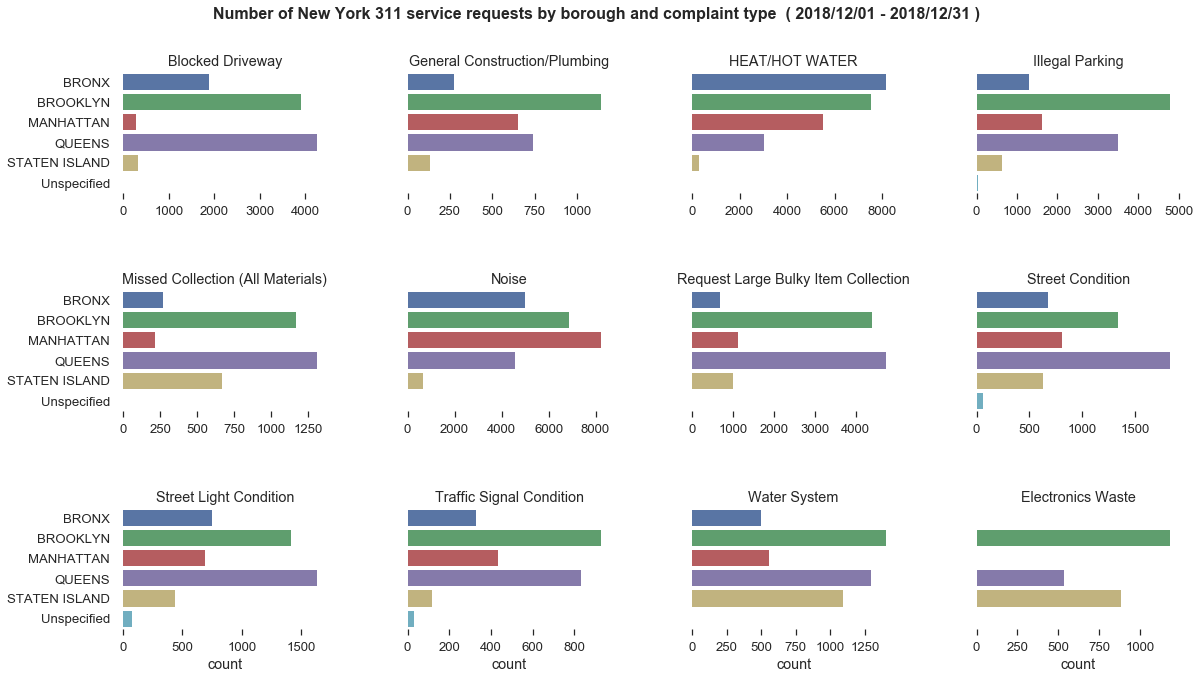 Number of New York 311 service requests by borough and complaint type ( 2018/12/01 - 2018/12/31 )
Blocked Driveway
General Construction/Plumbing
HEAT/HOT WATER
Illegal Parking
BRONX
BROOKLYN
MANHATTAN
QUEENS
STATEN ISLAND
Unspecified
0 1000 2000 3000 4000
0 250 500 750 1000
0 2000 4000 6000 8000
0 1000 2000 3000 4000 5000
Missed Collection (All Materials)
Noise
Request Large Bulky Item Collection
Street Condition
BRONX
BROOKLYN
MANHATTAN
QUEENS
STATEN ISLAND
Unspecified
0 250 500 750 1000 1250
0 2000 4000 6000 8000
0 1000 2000 3000 4000
0 500 1000 1500
Street Light Condition
Traffic Signal Condition
Water System
Electronics Waste
BRONX
BROOKLYN
MANHATTAN
QUEENS
STATEN ISLAND
Unspecified
0 500 1000 1500
0 200 400 600 800
0 250 500 750 1000 1250
0 250 500 750 1000
count
count
count
count